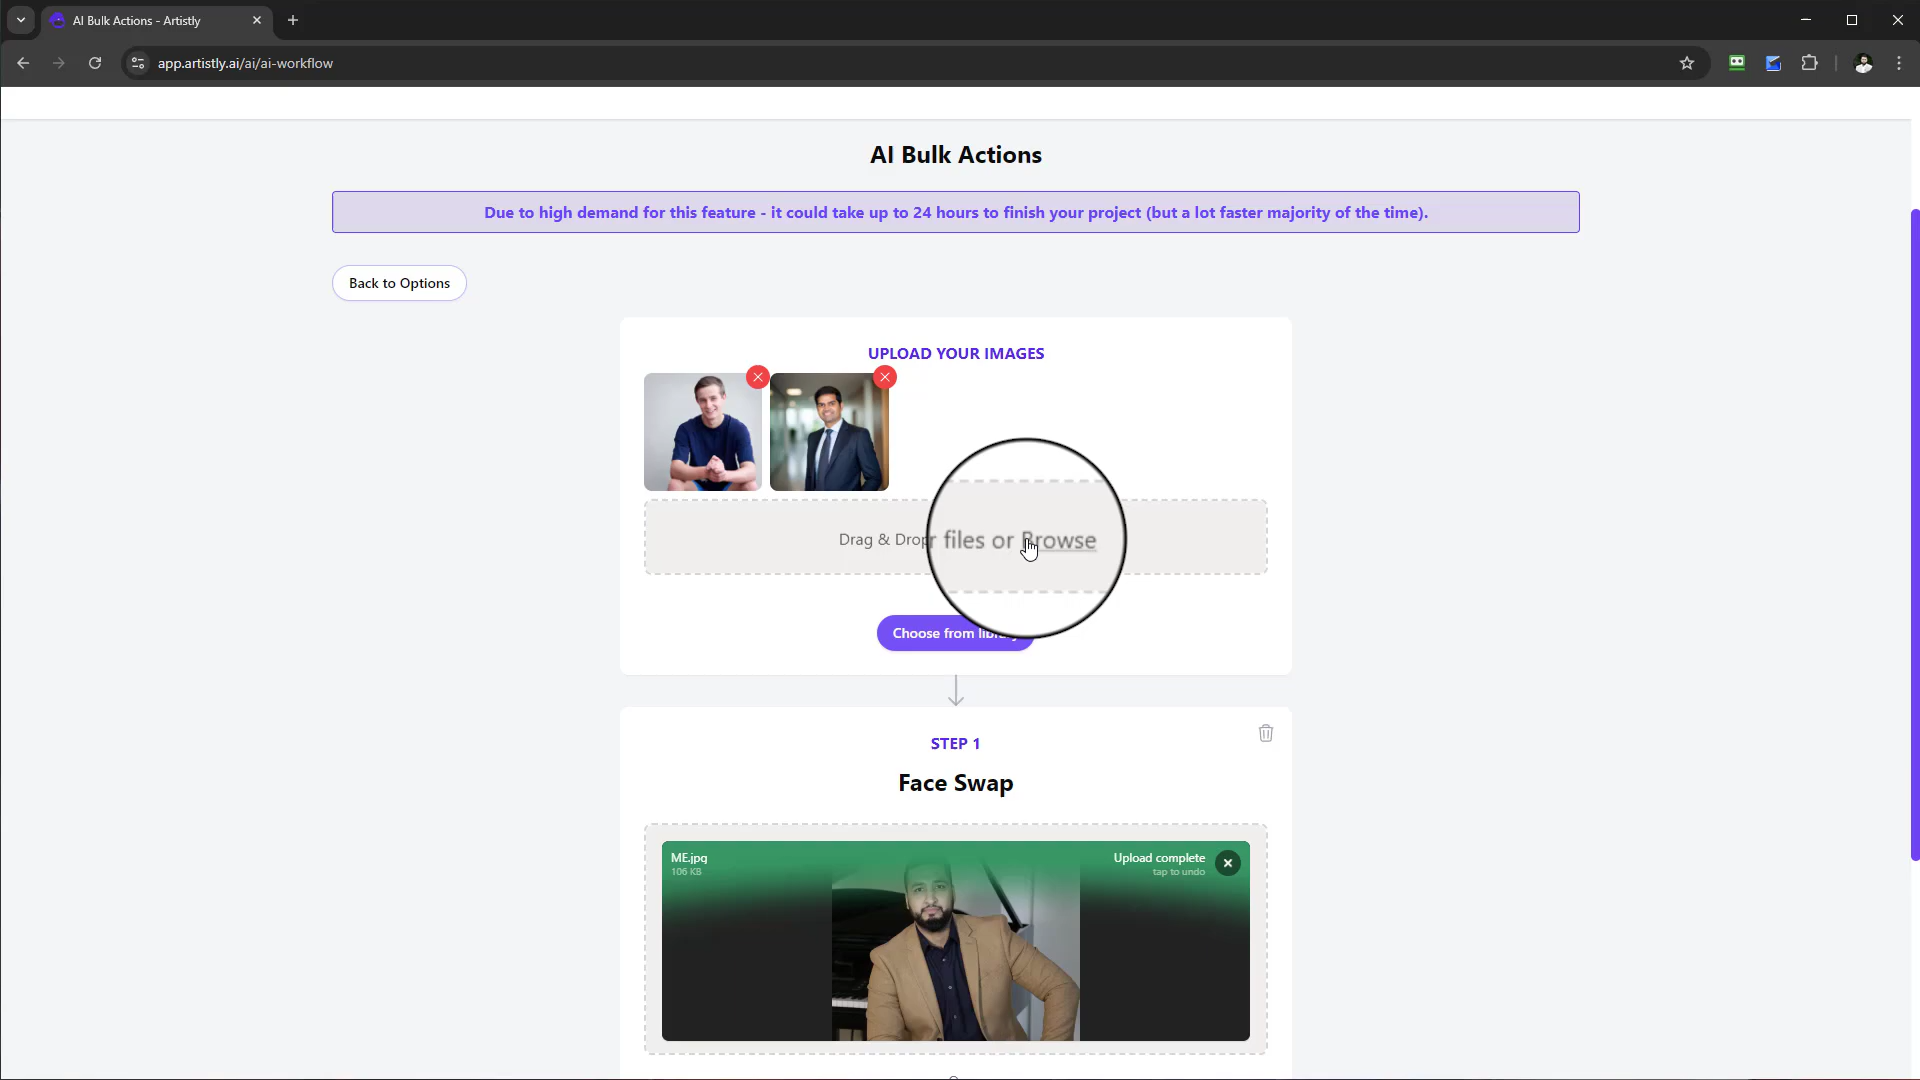 AI Bulk Actions - Artistly
app.artistly.ai/ai/ai-workflow
AI Bulk Actions
Due to high demand for this feature - it could take up to 24 hours to finish your project (but a lot faster majority of the time).
Back to Options
UPLOAD YOUR IMAGES
Drag & Drop files or Browse
Choose from library
STEP 1
Face Swap
ME.jpg
106 KB
Upload complete
tap to undo